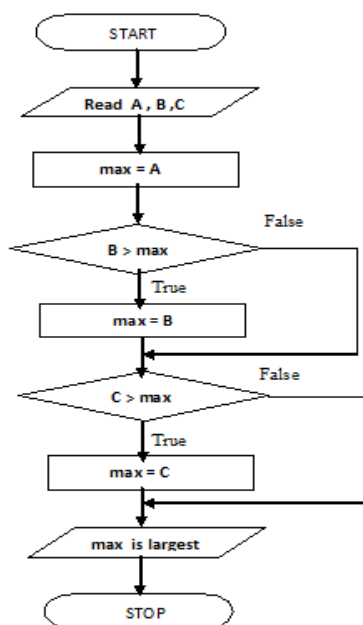 START
Read A , B ,C
max = A
False
B > max
True
max = B
False
C > max
True
max = C
max is largest
STOP